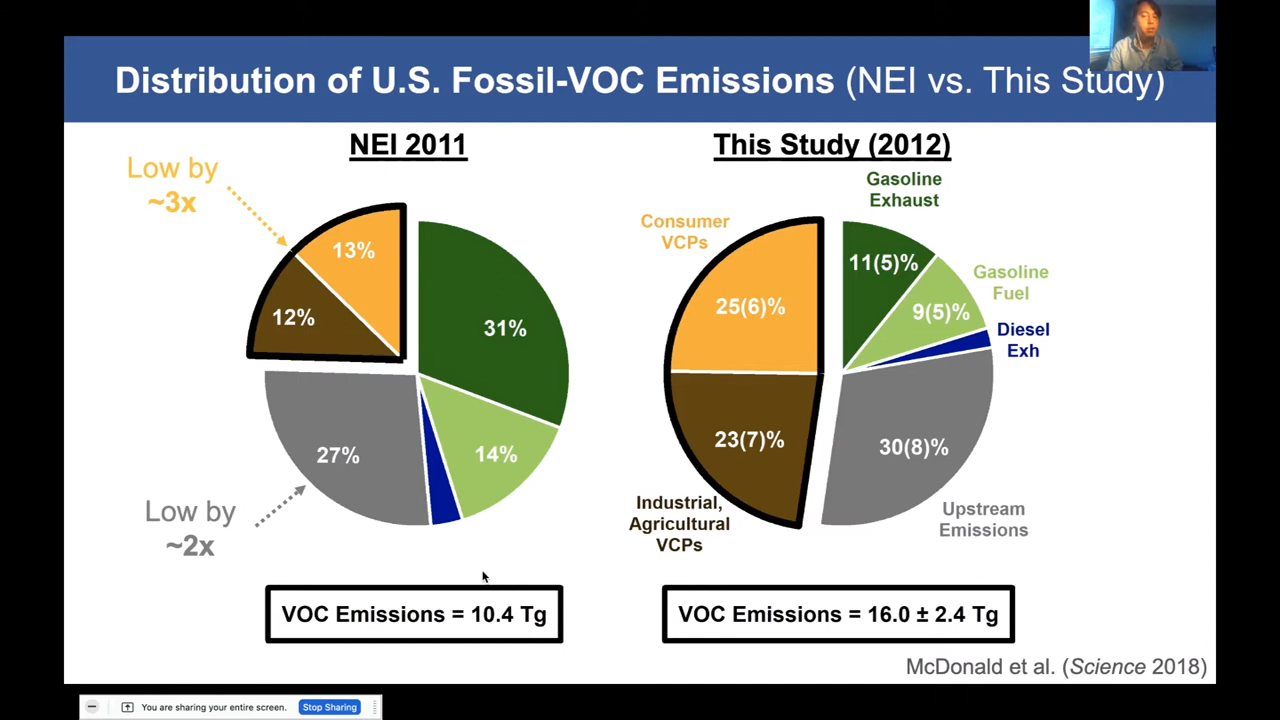 Distribution of U.S. Fossil-VOC Emissions (NEI vs. This Study)
NEI 2011
Low by
~3x
13%
12%
31%
27%
14%
Low by
~2x
VOC Emissions = 10.4 Tg
This Study (2012)
Gasoline
Exhaust
Consumer
VCPs
11(5)%
Gasoline
Fuel
25(6)%
9(5)%
Diesel
Exh
23(7)%
30(8)%
Industrial,
Agricultural
VCPs
Upstream
Emissions
VOC Emissions = 16.0 ± 2.4 Tg
McDonald et al. (Science 2018)
You are sharing your entire screen.
Stop Sharing